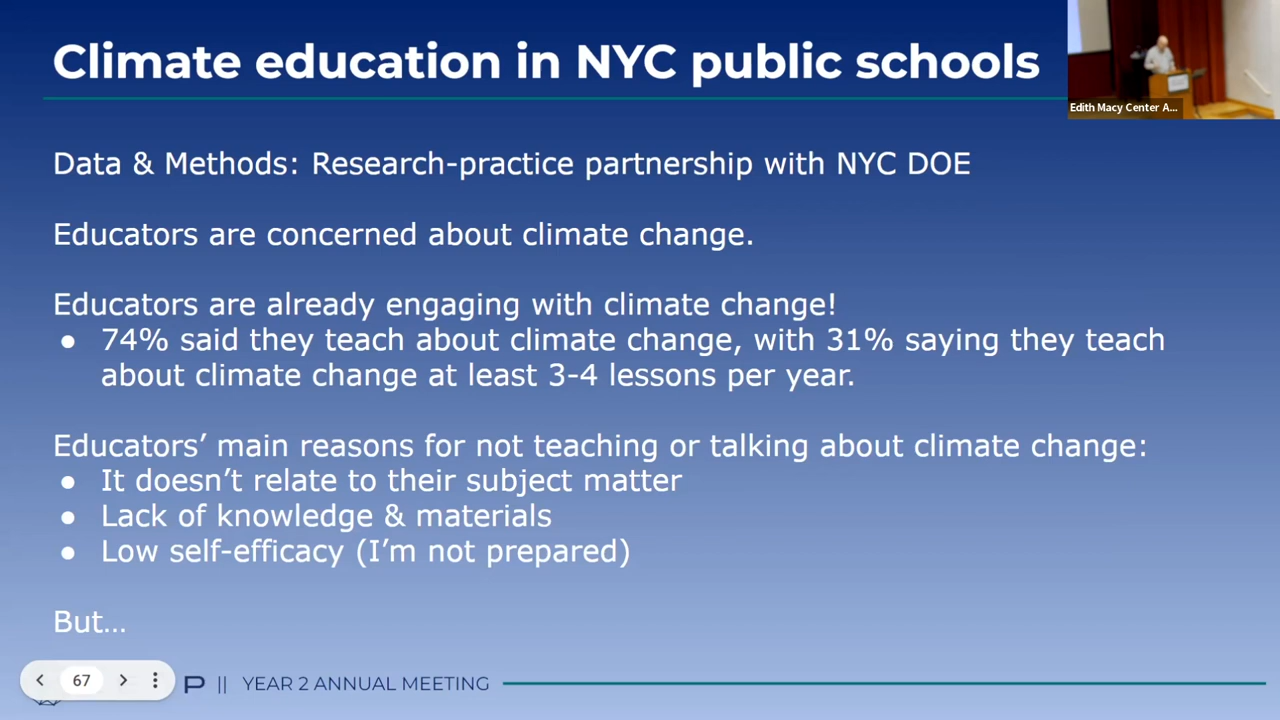 Climate education in NYC public schools
Edith Macy Center A...
Data & Methods: Research-practice partnership with NYC DOE
Educators are concerned about climate change.
Educators are already engaging with climate change!
● 74% said they teach about climate change, with 31% saying they teach
about climate change at least 3-4 lessons per year.
Educators’ main reasons for not teaching or talking about climate change:
● It doesn’t relate to their subject matter
● Lack of knowledge & materials
● Low self-efficacy (I’m not prepared)
But…
67
P || YEAR 2 ANNUAL MEETING